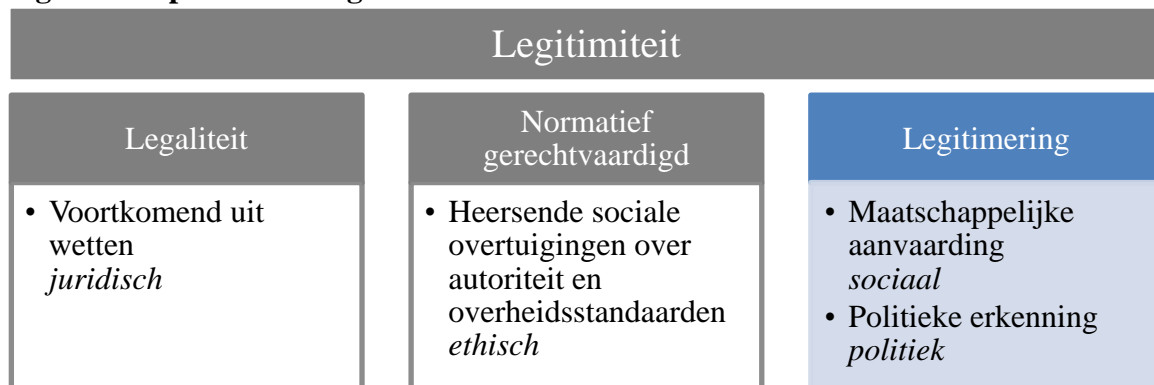 Legitimiteit
Legaliteit
• Voortkomend uit
wetten
juridisch
Normatief
gerechtvaardigd
• Heersende sociale
overtuigingen over
autoriteit en
overheidsstandaarden
ethisch
Legitimering
• Maatschappelijke
aanvaarding
sociaal
• Politieke erkenning
politiek